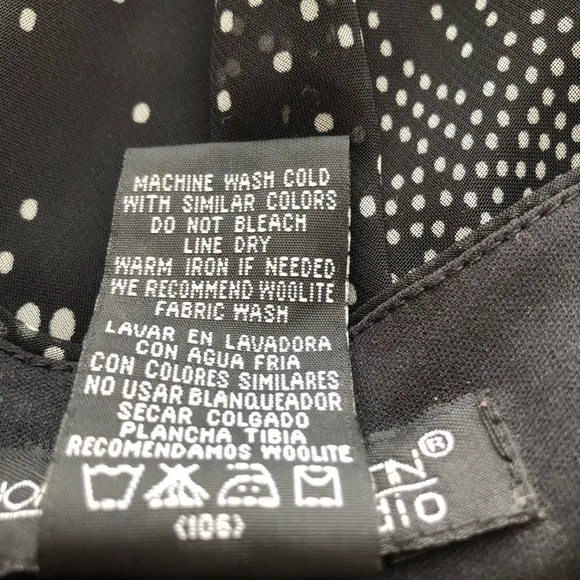 MACHINE WASH COLD
WITH SIMILAR COLORS
DO NOT BLEACH
LINE DRY
WARM IRON IF NEEDED
WE RECOMMEND WOOLITE
FABRIC WASH
LAVAR EN LAVADORA
CON AGUA FRIA
CON COLORES SIMILARES
NO USAR BLANQUEADOR
SECAR COLGADO
PLANCHA TIBIA
RECOMENDAMOS WOOLITE
(106)